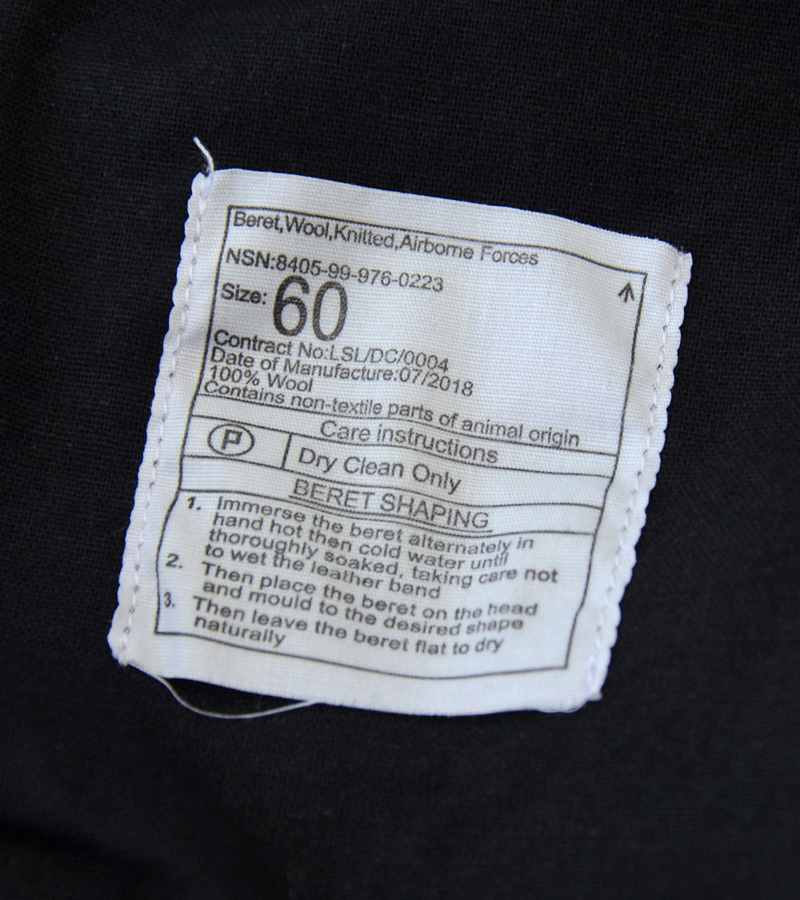 Beret,Wool,Knitted,Airborne Forces
NSN:8405-99-976-0223
Size: 60
Contract No:LSL/DC/0004
Date of Manufacture:07/2018
100% Wool
Contains non-textile parts of animal origin
Care instructions
P Dry Clean Only
BERET SHAPING
1. Immerse the beret alternately in
hand hot then cold water until
thoroughly soaked, taking care not
to wet the leather band
2. Then place the beret on the head
and mould to the desired shape
3. Then leave the beret flat to dry
naturally